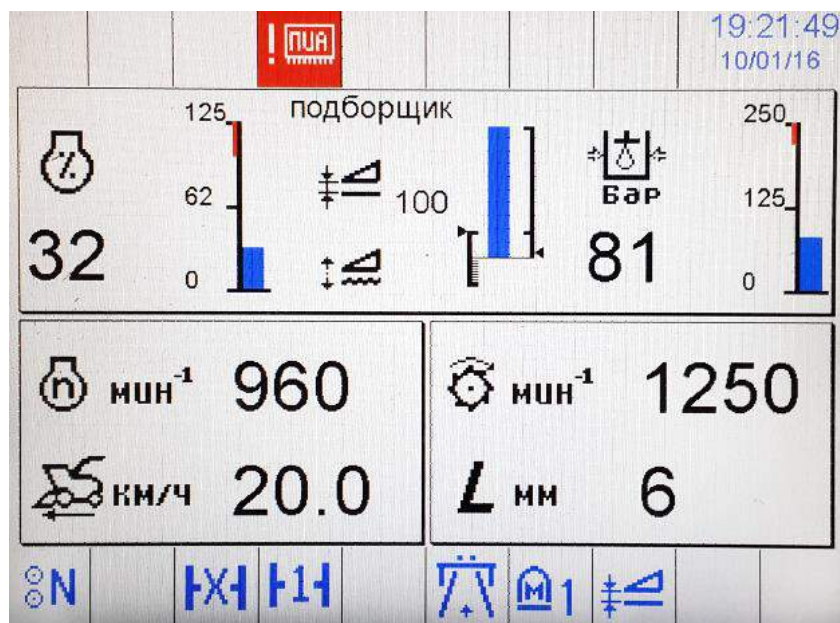 ! ПИА
19:21:49
10/01/16
125
подборщик
250
%
62
100
Бар
125
32
0
81
0
n мин-1 960
мин-1 1250
км/ч 20.0
L мм 6
N
X
1
M 1